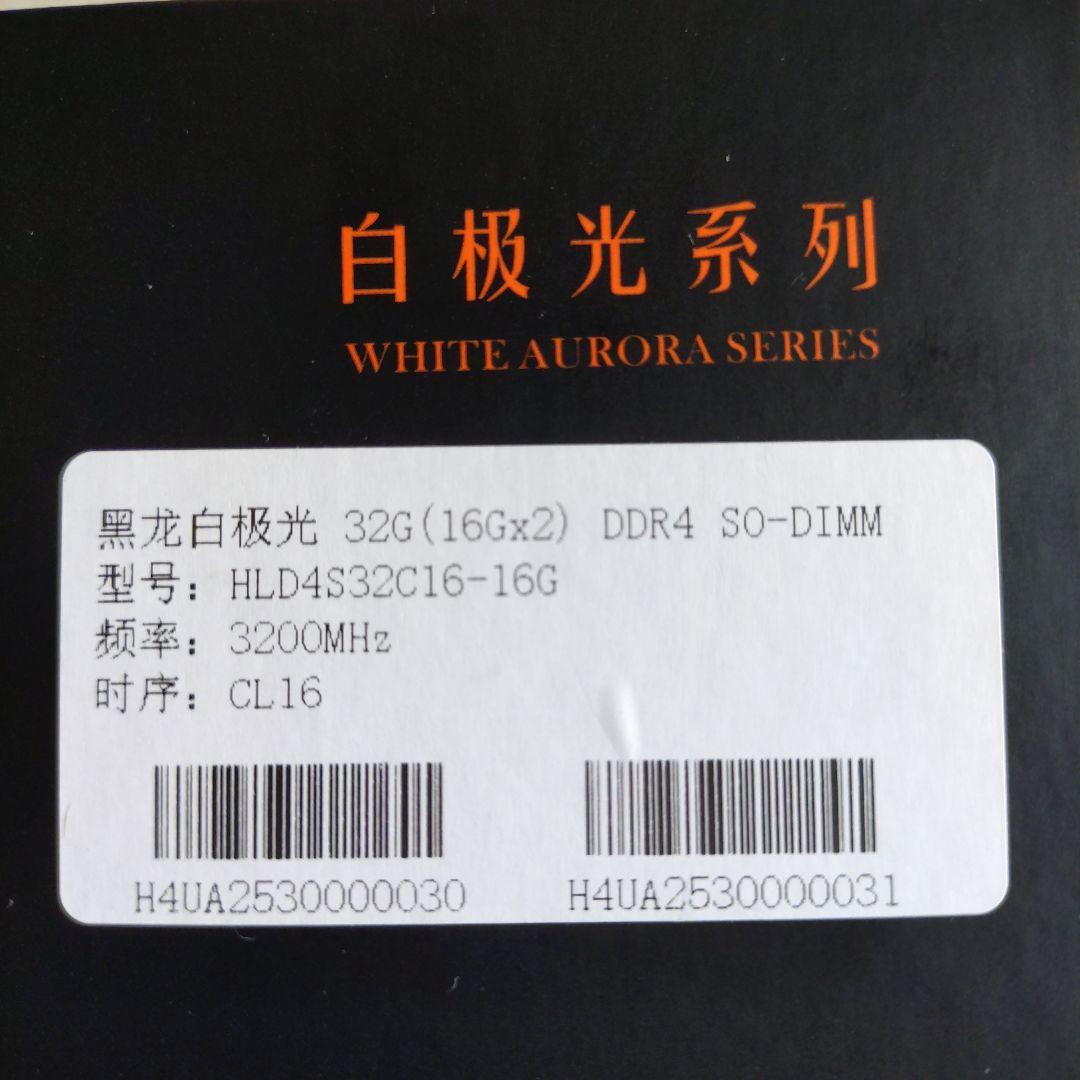 白极光系列
WHITE AURORA SERIES
黑龙白极光 32G(16Gx2) DDR4 SO-DIMM
型号: HLD4S32C16-16G
频率: 3200MHz
时序: CL16
H4UA2530000030 H4UA2530000031